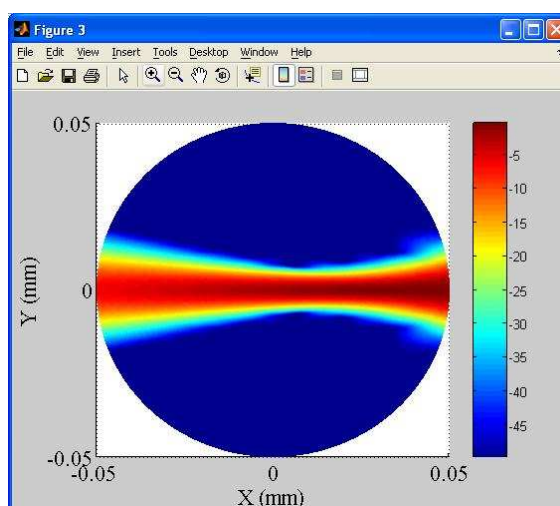 Figure 3
File Edit View Insert Tools Desktop Window Help
0.05
0
-0.05
-0.05 0 0.05
X (mm)
Y (mm)
-5
-10
-15
-20
-25
-30
-35
-40
-45